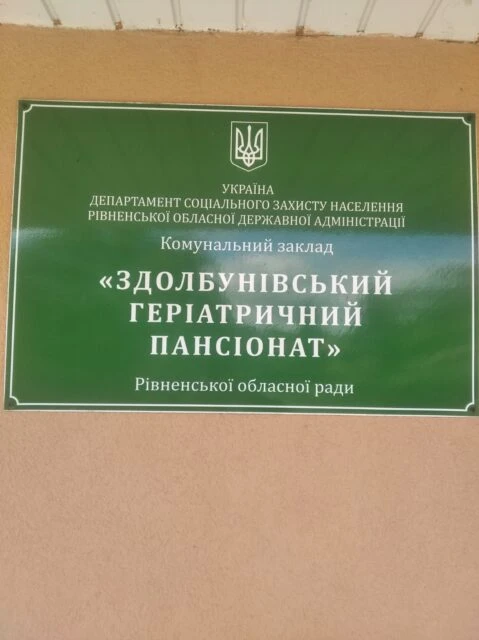 УКРАЇНА
ДЕПАРТАМЕНТ СОЦІАЛЬНОГО ЗАХИСТУ НАСЕЛЕННЯ
РІВНЕНСЬКОЇ ОБЛАСНОЇ ДЕРЖАВНОЇ АДМІНІСТРАЦІЇ
Комунальний заклад
«ЗДОЛБУНІВСЬКИЙ
ГЕРІАТРИЧНИЙ
ПАНСІОНАТ»
Рівненської обласної ради